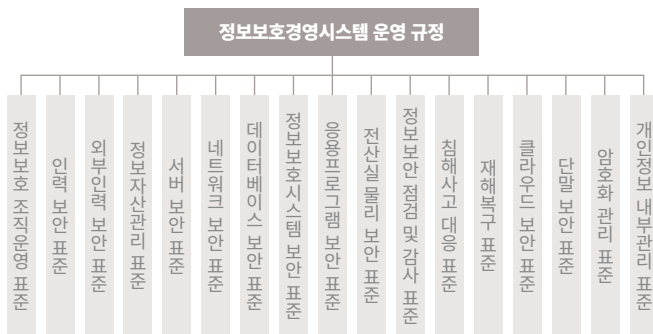 정보보호경영시스템 운영 규정
정보보호 조직운영 표준
인력 보안 표준
외부인력 보안 표준
정보자산관리 표준
서버 보안 표준
네트워크 보안 표준
데이터베이스 보안 표준
정보보호시스템 보안 표준
응용프로그램 보안 표준
전산실 물리 보안 표준
정보보안 점검 및 감사 표준
침해사고 대응 표준
재해복구 표준
클라우드 보안 표준
단말 보안 표준
암호화 관리 표준
개인정보 내부관리 표준